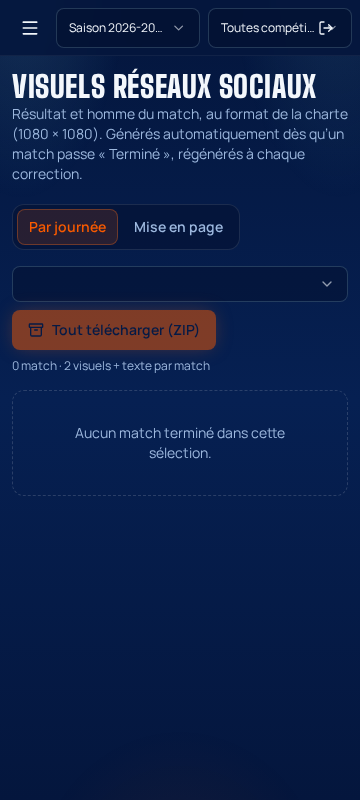 Saison 2026-20...
Toutes compéti...
VISUELS RÉSEAUX SOCIAUX
Résultat et homme du match, au format de la charte
(1080 × 1080). Générés automatiquement dès qu'un
match passe « Terminé », régénérés à chaque
correction.
Par journée
Mise en page
Tout télécharger (ZIP)
0 match · 2 visuels + texte par match
Aucun match terminé dans cette
sélection.